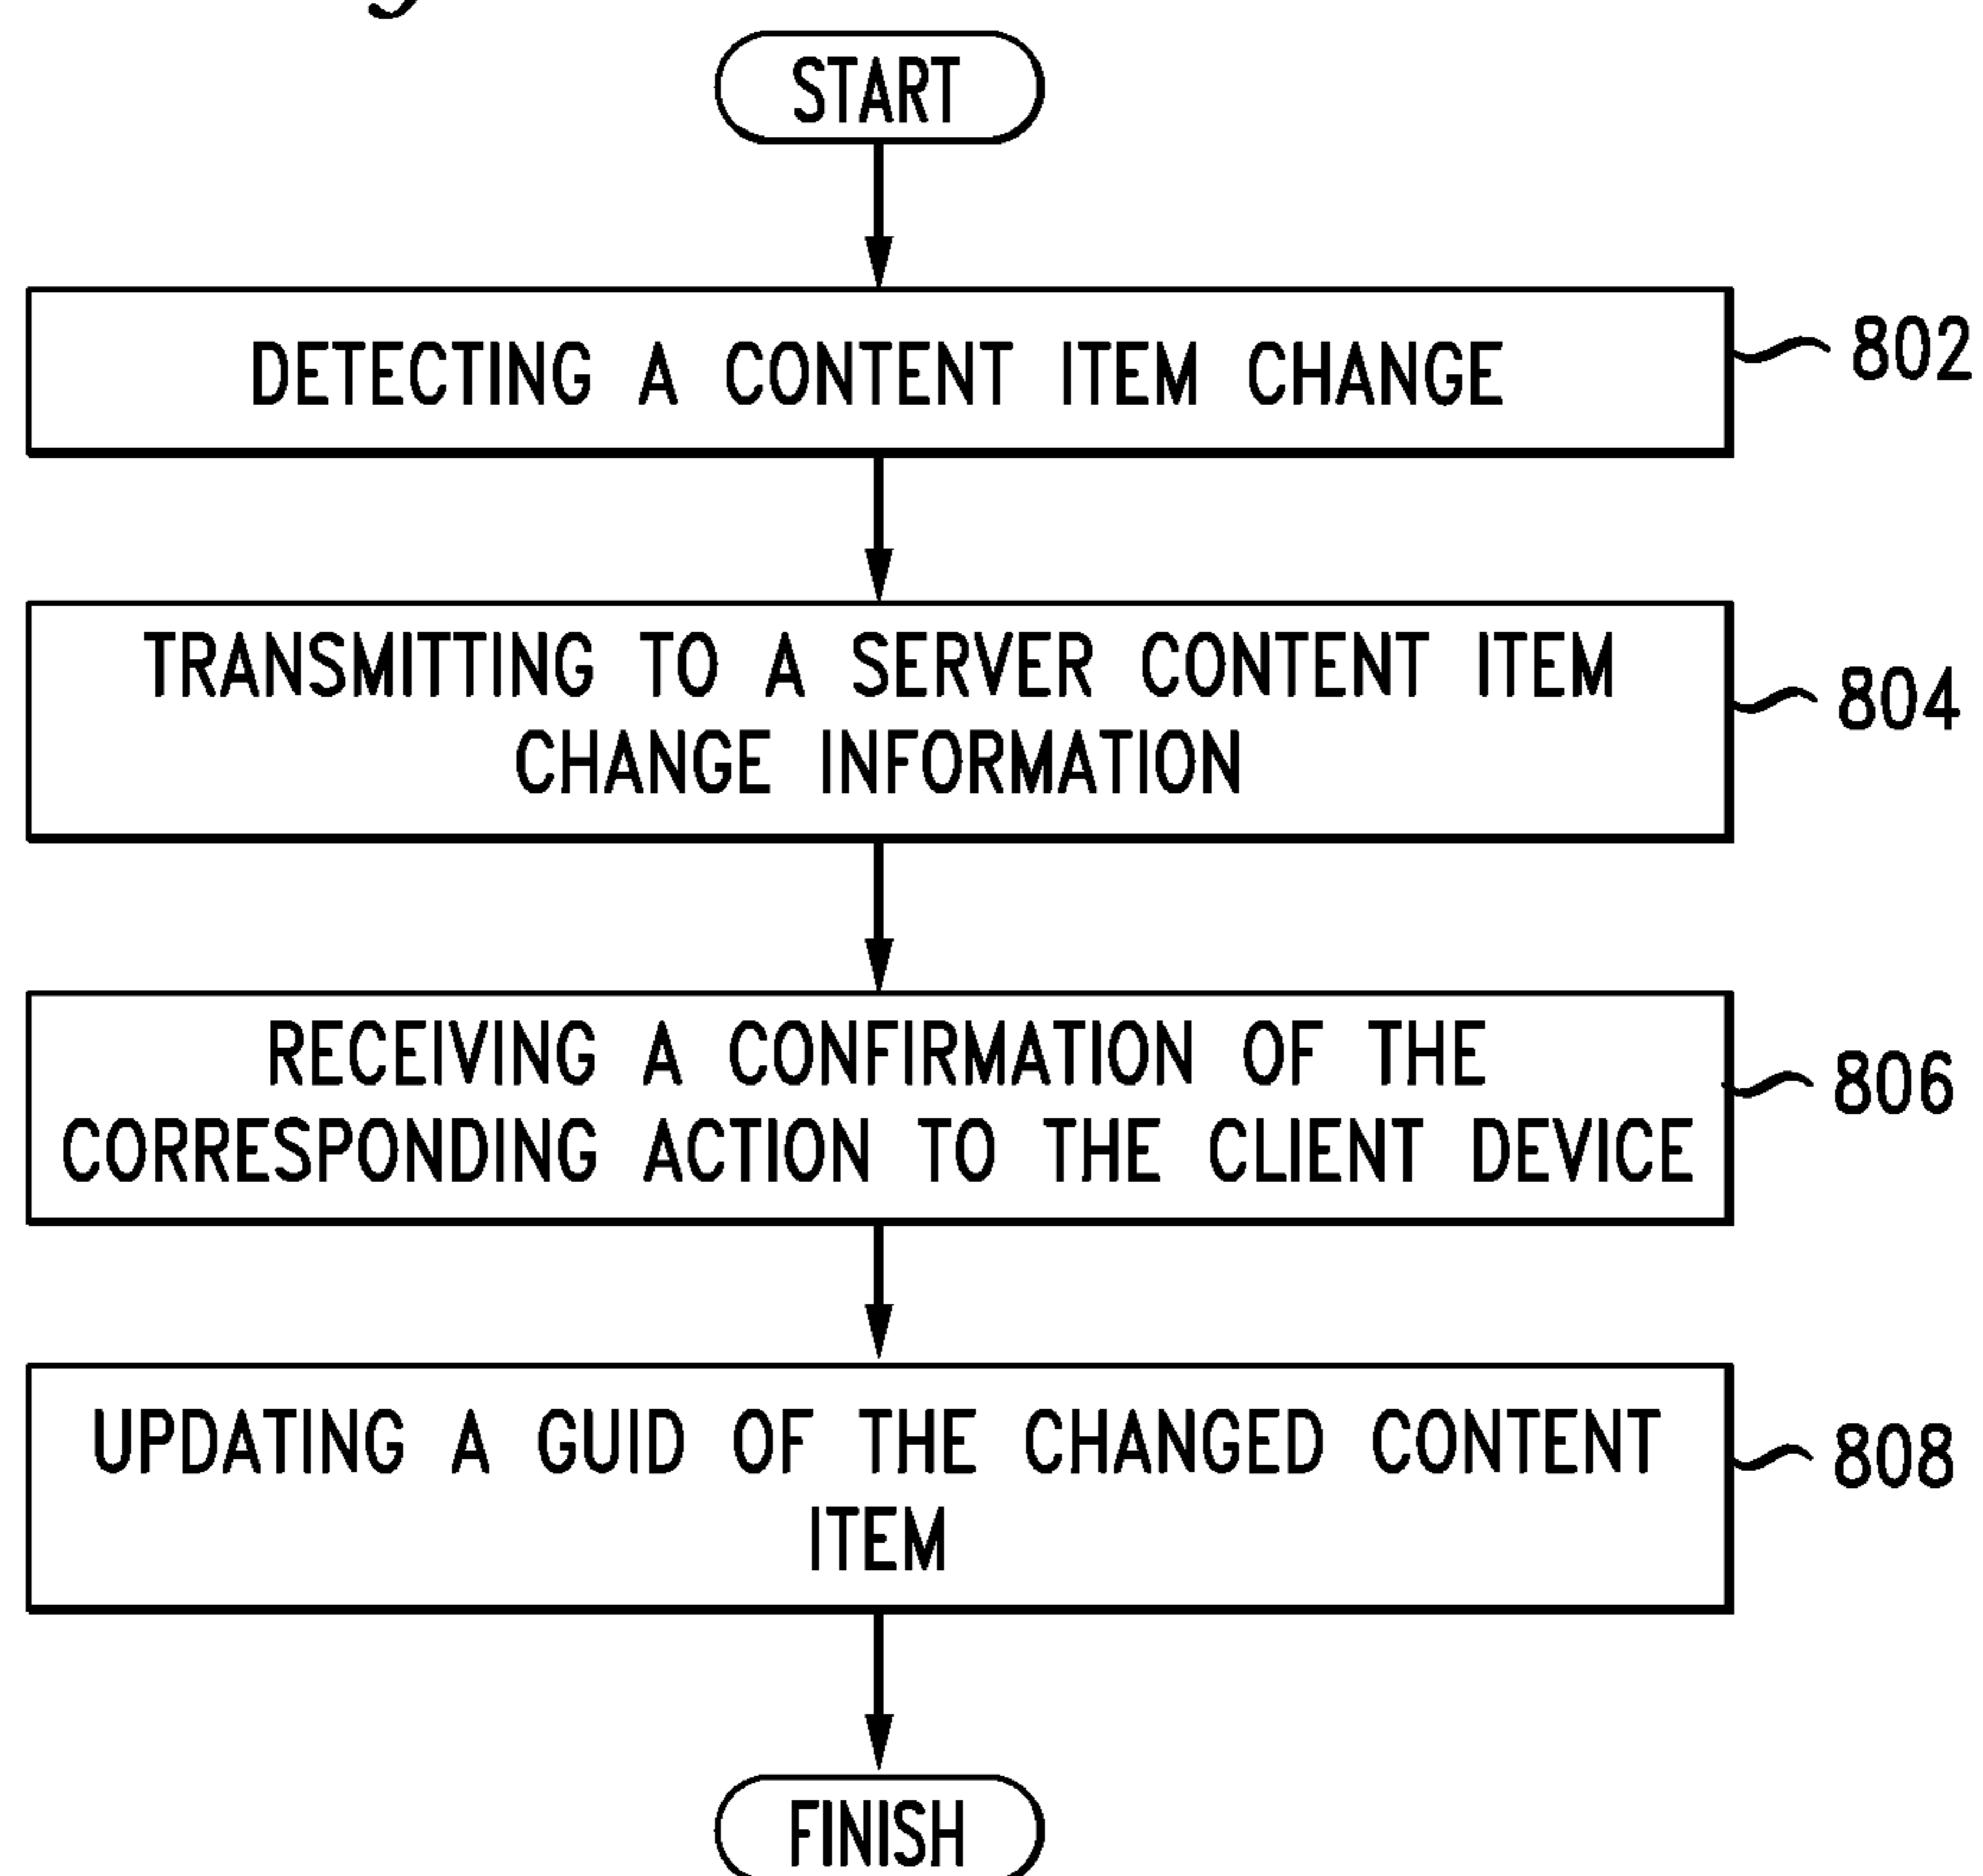 START
DETECTING A CONTENT ITEM CHANGE
802
TRANSMITTING TO A SERVER CONTENT ITEM
CHANGE INFORMATION
804
RECEIVING A CONFIRMATION OF THE
CORRESPONDING ACTION TO THE CLIENT DEVICE
806
UPDATING A GUID OF THE CHANGED CONTENT
ITEM
808
FINISH